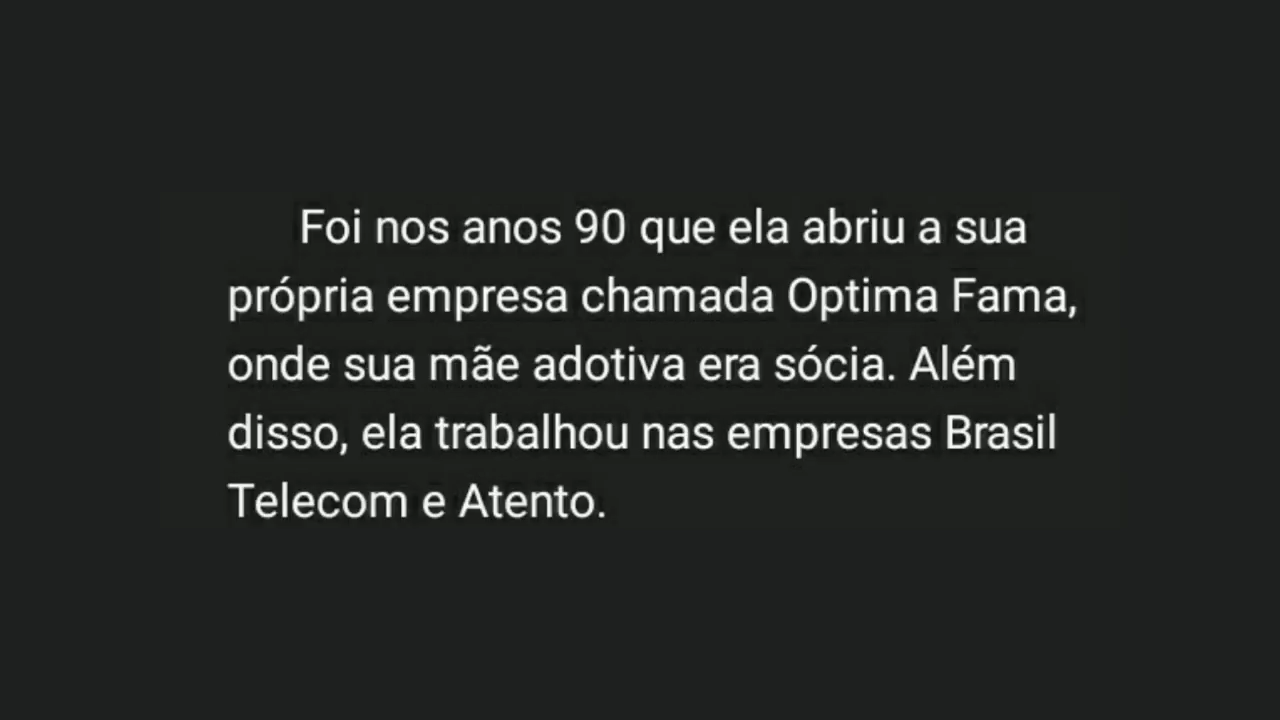 Foi nos anos 90 que ela abriu a sua
própria empresa chamada Optima Fama,
onde sua mãe adotiva era sócia. Além
disso, ela trabalhou nas empresas Brasil
Telecom e Atento.